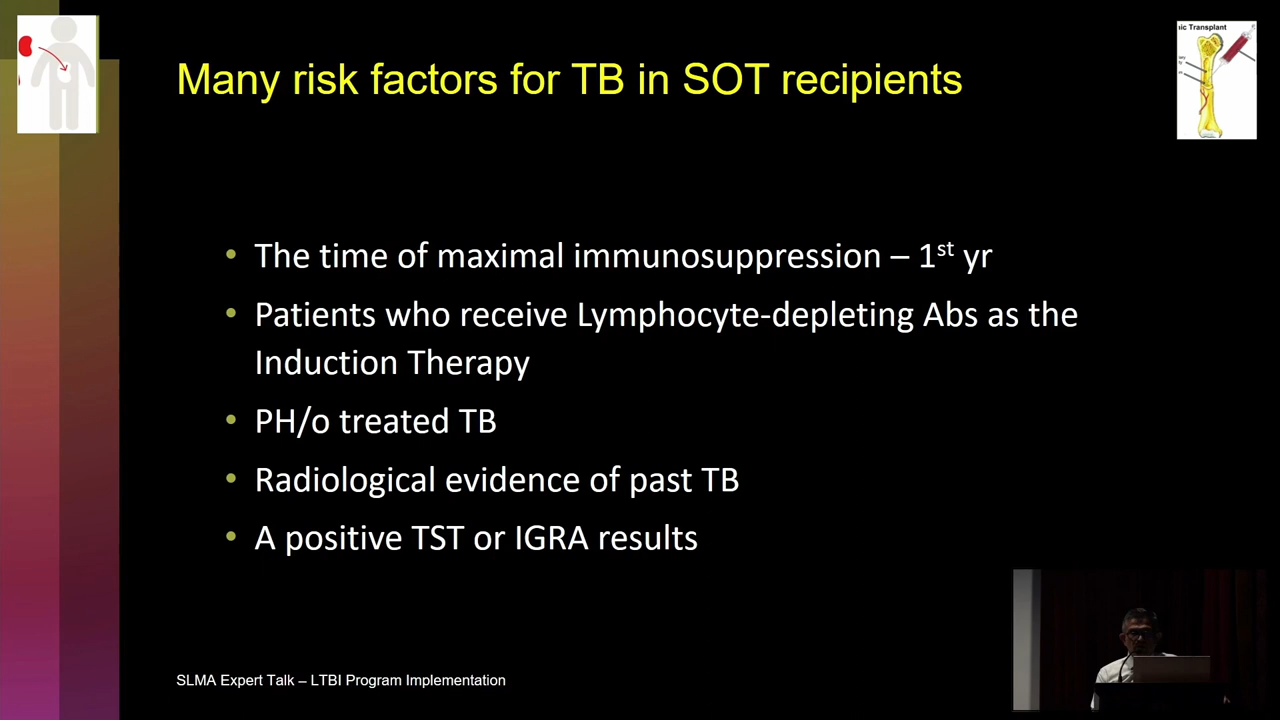 ic Transplant
Many risk factors for TB in SOT recipients
• The time of maximal immunosuppression – 1st yr
• Patients who receive Lymphocyte-depleting Abs as the
Induction Therapy
• PH/o treated TB
• Radiological evidence of past TB
• A positive TST or IGRA results
SLMA Expert Talk – LTBI Program Implementation